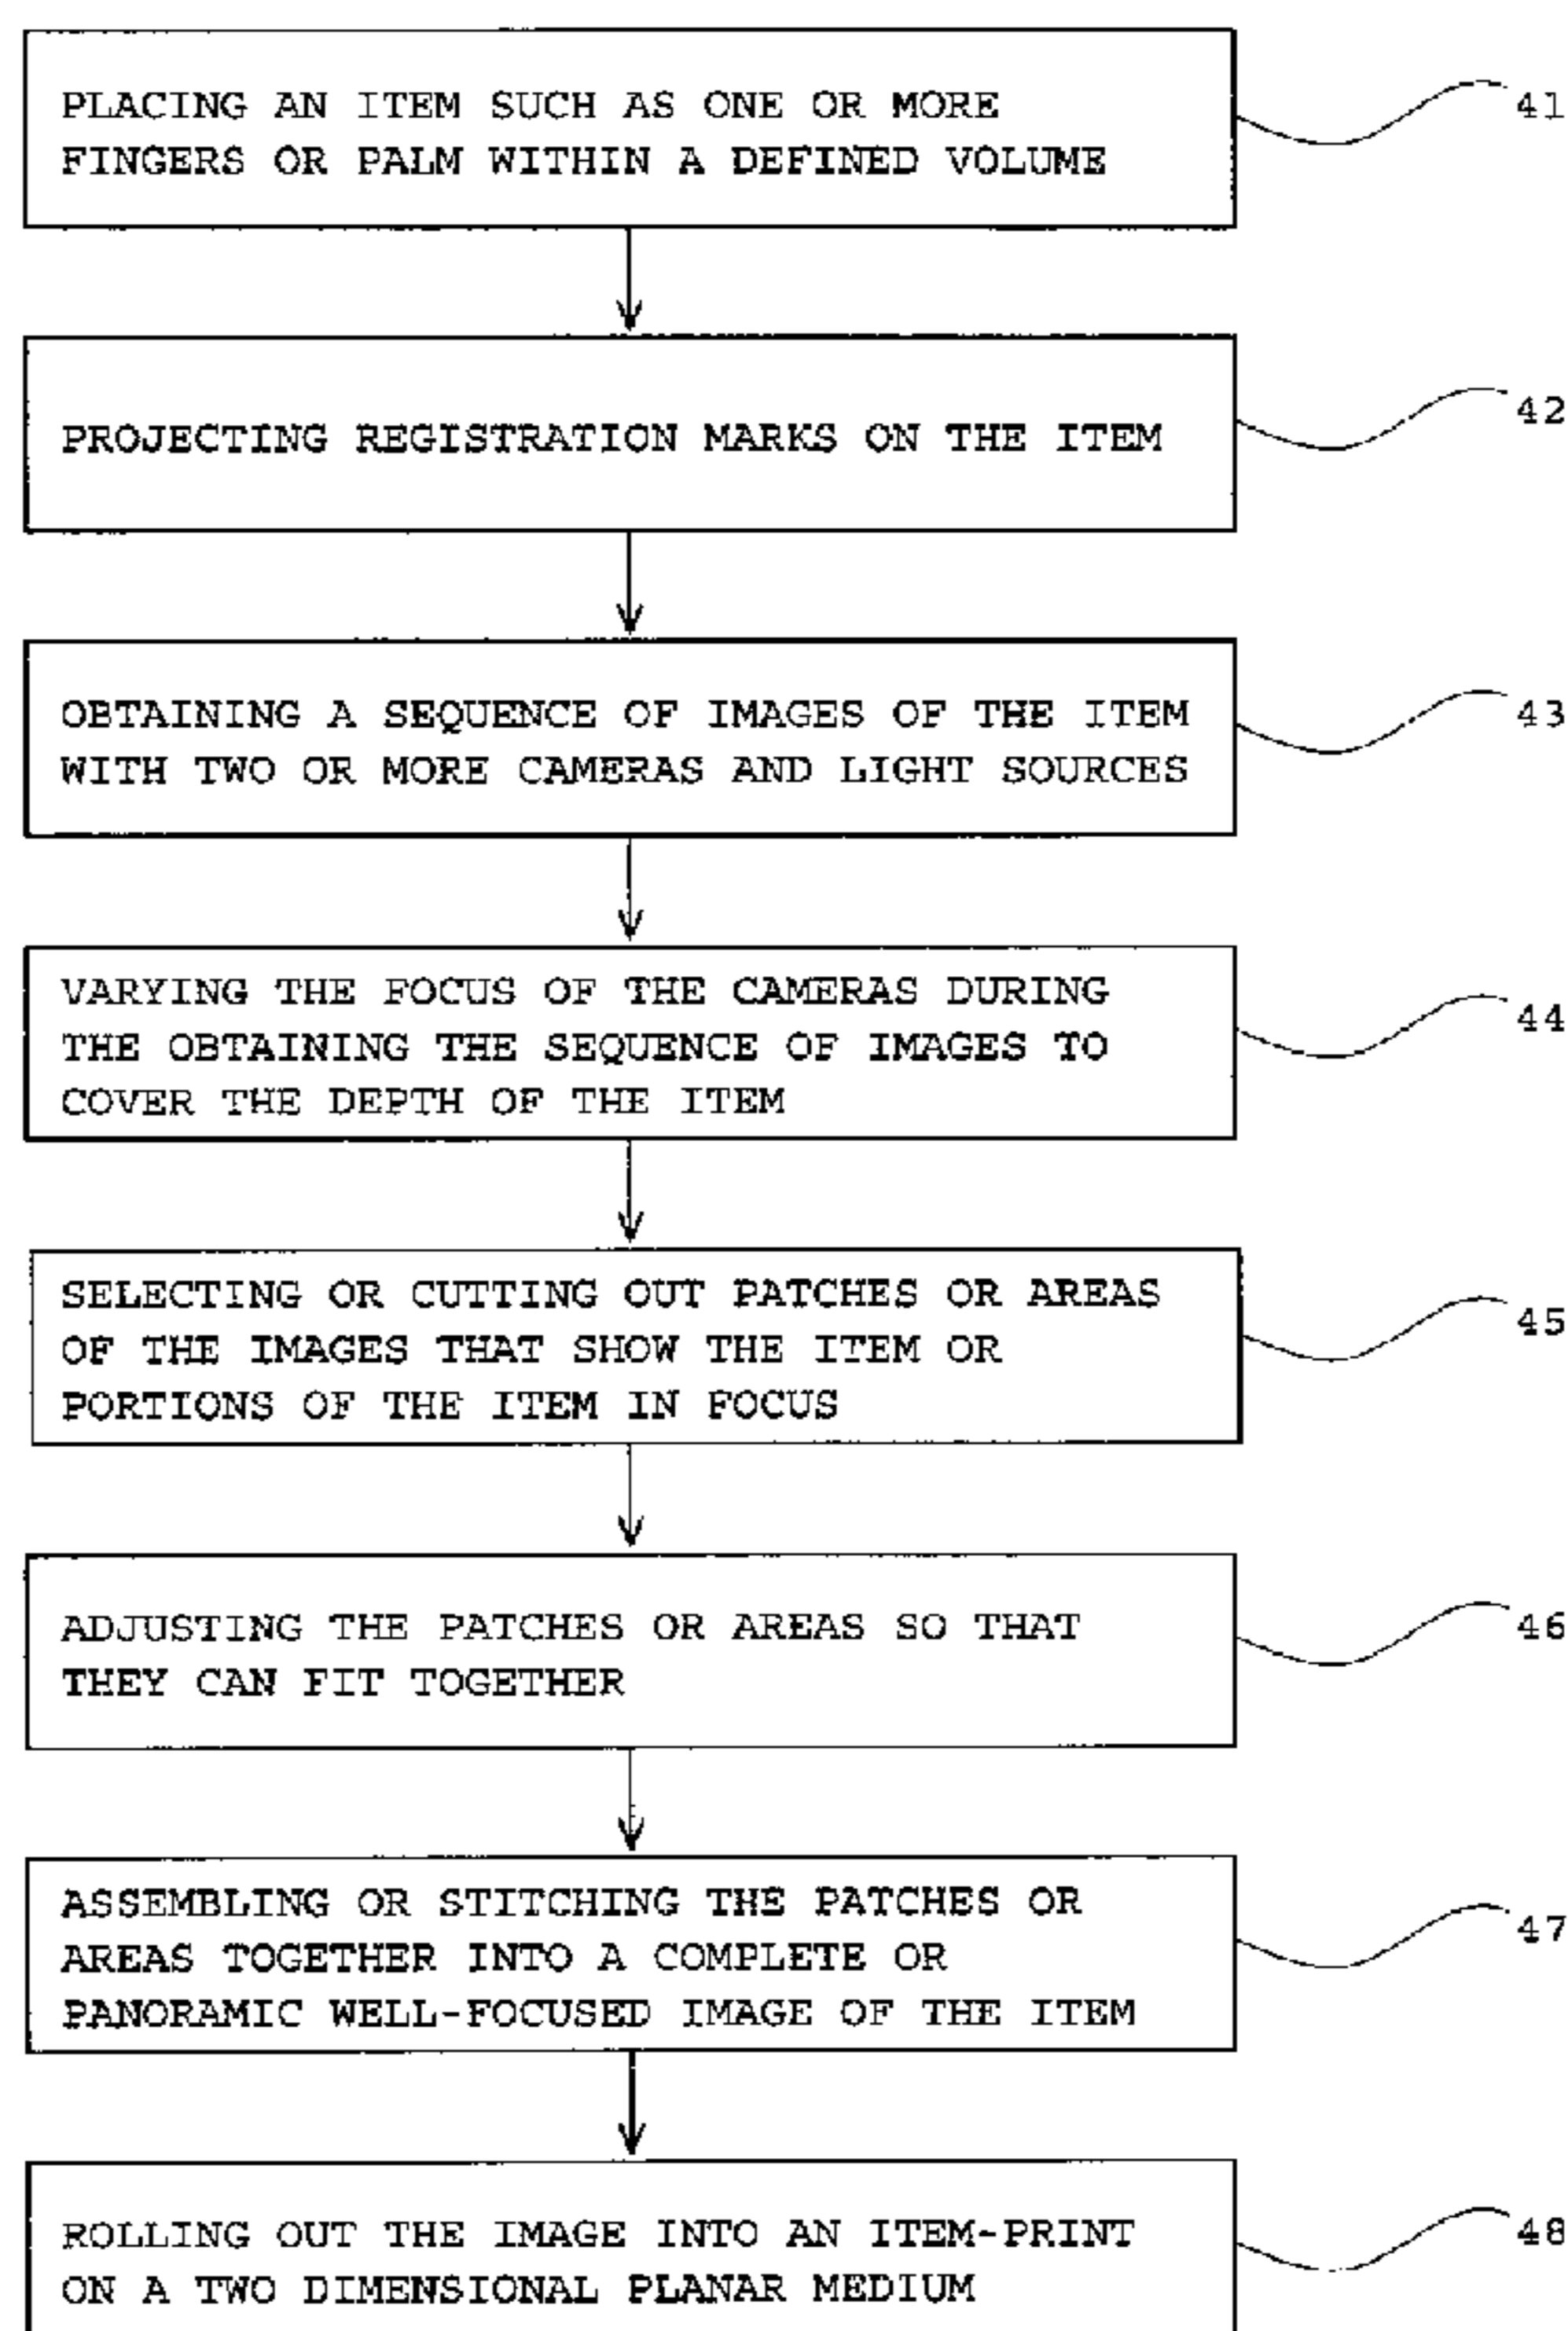 PLACING AN ITEM SUCH AS ONE OR MORE
FINGERS OR PALM WITHIN A DEFINED VOLUME
41
PROJECTING REGISTRATION MARKS ON THE ITEM
42
OBTAINING A SEQUENCE OF IMAGES OF THE ITEM
WITH TWO OR MORE CAMERAS AND LIGHT SOURCES
43
VARYING THE FOCUS OF THE CAMERAS DURING
THE OBTAINING THE SEQUENCE OF IMAGES TO
COVER THE DEPTH OF THE ITEM
44
SELECTING OR CUTTING OUT PATCHES OR AREAS
OF THE IMAGES THAT SHOW THE ITEM OR
PORTIONS OF THE ITEM IN FOCUS
45
ADJUSTING THE PATCHES OR AREAS SO THAT
THEY CAN FIT TOGETHER
46
ASSEMBLING OR STITCHING THE PATCHES OR
AREAS TOGETHER INTO A COMPLETE OR
PANORAMIC WELL-FOCUSED IMAGE OF THE ITEM
47
ROLLING OUT THE IMAGE INTO AN ITEM-PRINT
ON A TWO DIMENSIONAL PLANAR MEDIUM
48